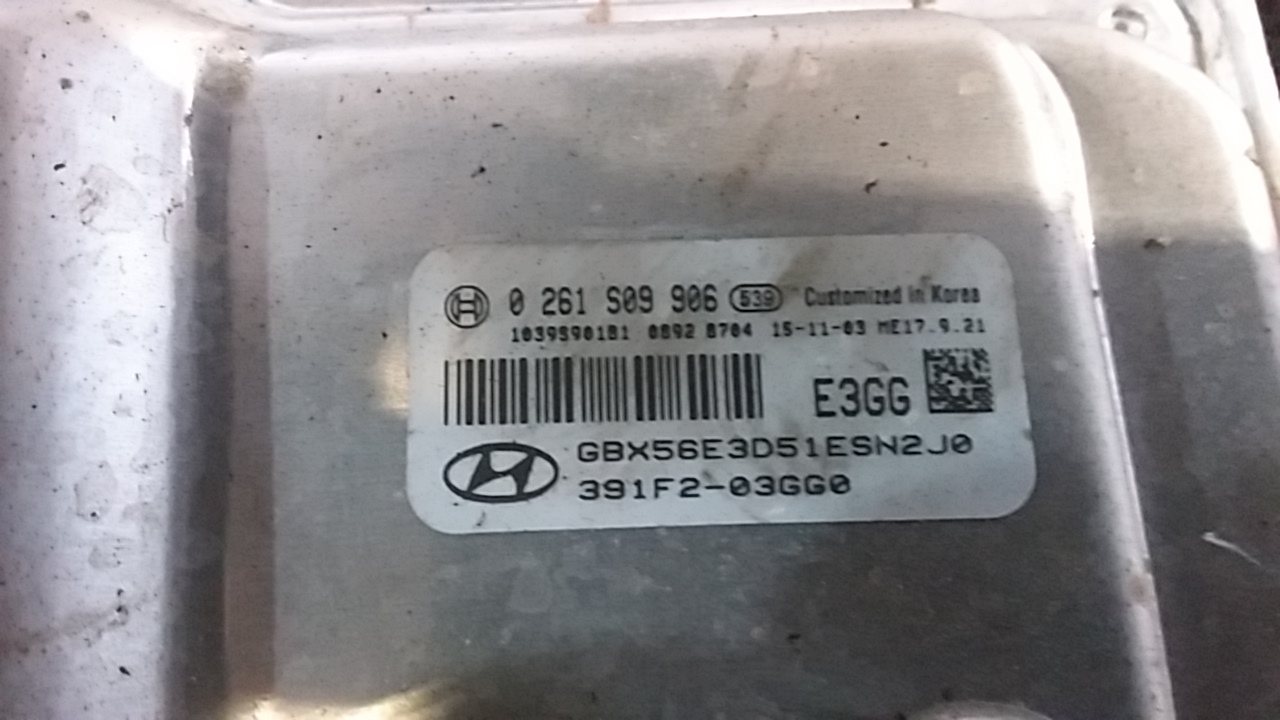 0 261 S09 906 539 Customized in Korea
1039S90181 0892 8704 15-11-03 ME17.9.21
E3GG
GBX56E3D51ESN2J0
391F2-03GG0